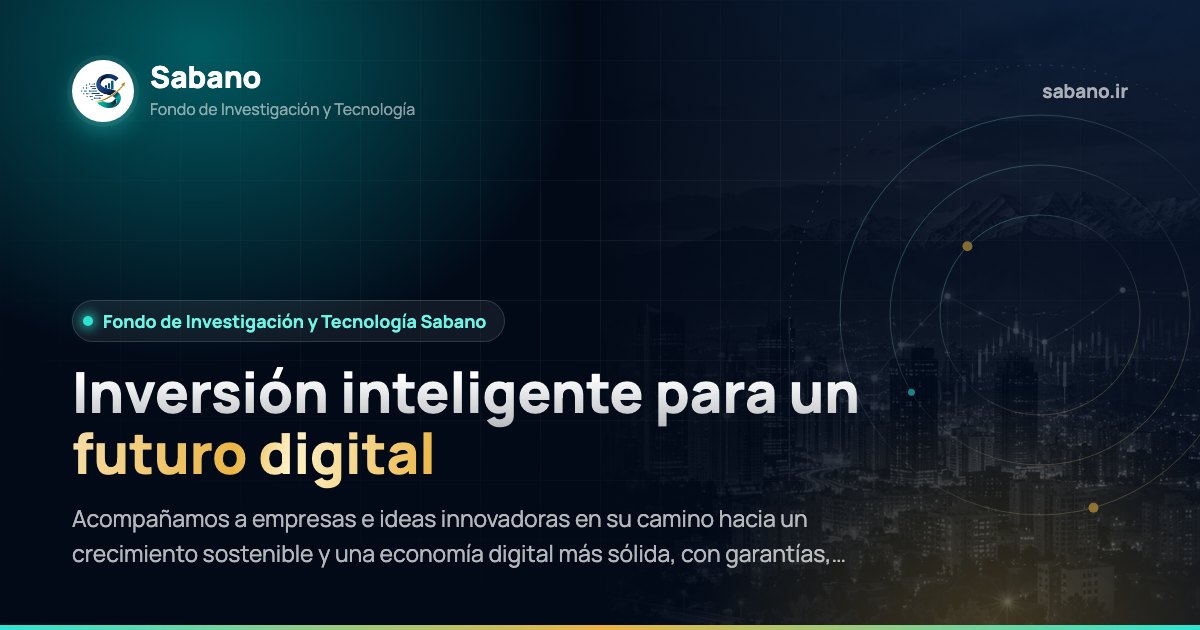 Sabano
Fondo de Investigación y Tecnología
sabano.ir
Fondo de Investigación y Tecnología Sabano
Inversión inteligente para un
futuro digital
Acompañamos a empresas e ideas innovadoras en su camino hacia un
crecimiento sostenible y una economía digital más sólida, con garantías,…